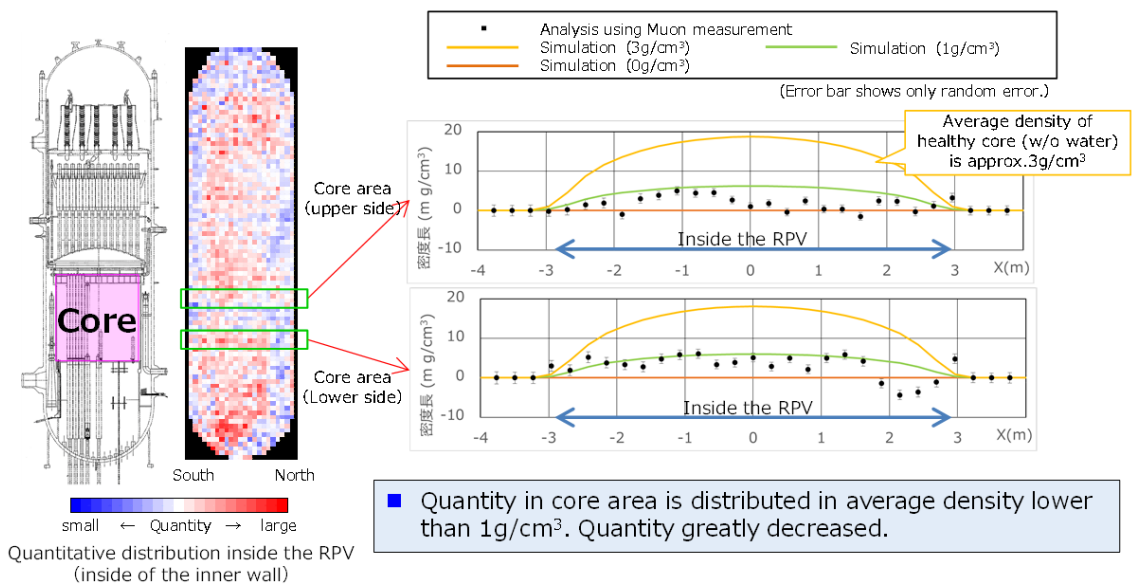 Analysis using Muon measurement
Simulation (3g/cm³)
Simulation (1g/cm³)
Simulation (0g/cm³)
(Error bar shows only random error.)
Core area
(upper side)
Core
Core area
(Lower side)
South
North
small ← Quantity → large
Quantitative distribution inside the RPV
(inside of the inner wall)
密度長 (m g/cm³)
20
10
0
-10
Average density of
healthy core (w/o water)
is approx.3g/cm³
Inside the RPV
-4 -3 -2 -1 0 1 2 3 X(m)
密度長 (m g/cm³)
20
10
0
-10
Inside the RPV
-4 -3 -2 -1 0 1 2 3 X(m)
■ Quantity in core area is distributed in average density lower
than 1g/cm³. Quantity greatly decreased.